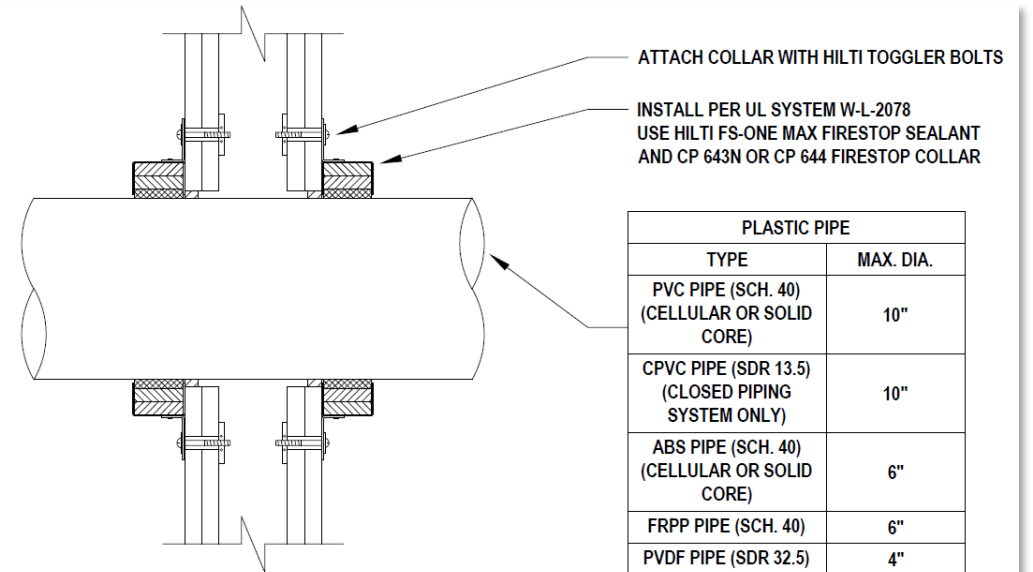 ATTACH COLLAR WITH HILTI TOGGLER BOLTS
INSTALL PER UL SYSTEM W-L-2078
USE HILTI FS-ONE MAX FIRESTOP SEALANT
AND CP 643N OR CP 644 FIRESTOP COLLAR
PLASTIC PIPE
TYPE MAX. DIA.
PVC PIPE (SCH. 40)
(CELLULAR OR SOLID
CORE)
10"
CPVC PIPE (SDR 13.5)
(CLOSED PIPING
SYSTEM ONLY)
10"
ABS PIPE (SCH. 40)
(CELLULAR OR SOLID
CORE)
6"
FRPP PIPE (SCH. 40) 6"
PVDF PIPE (SDR 32.5) 4"